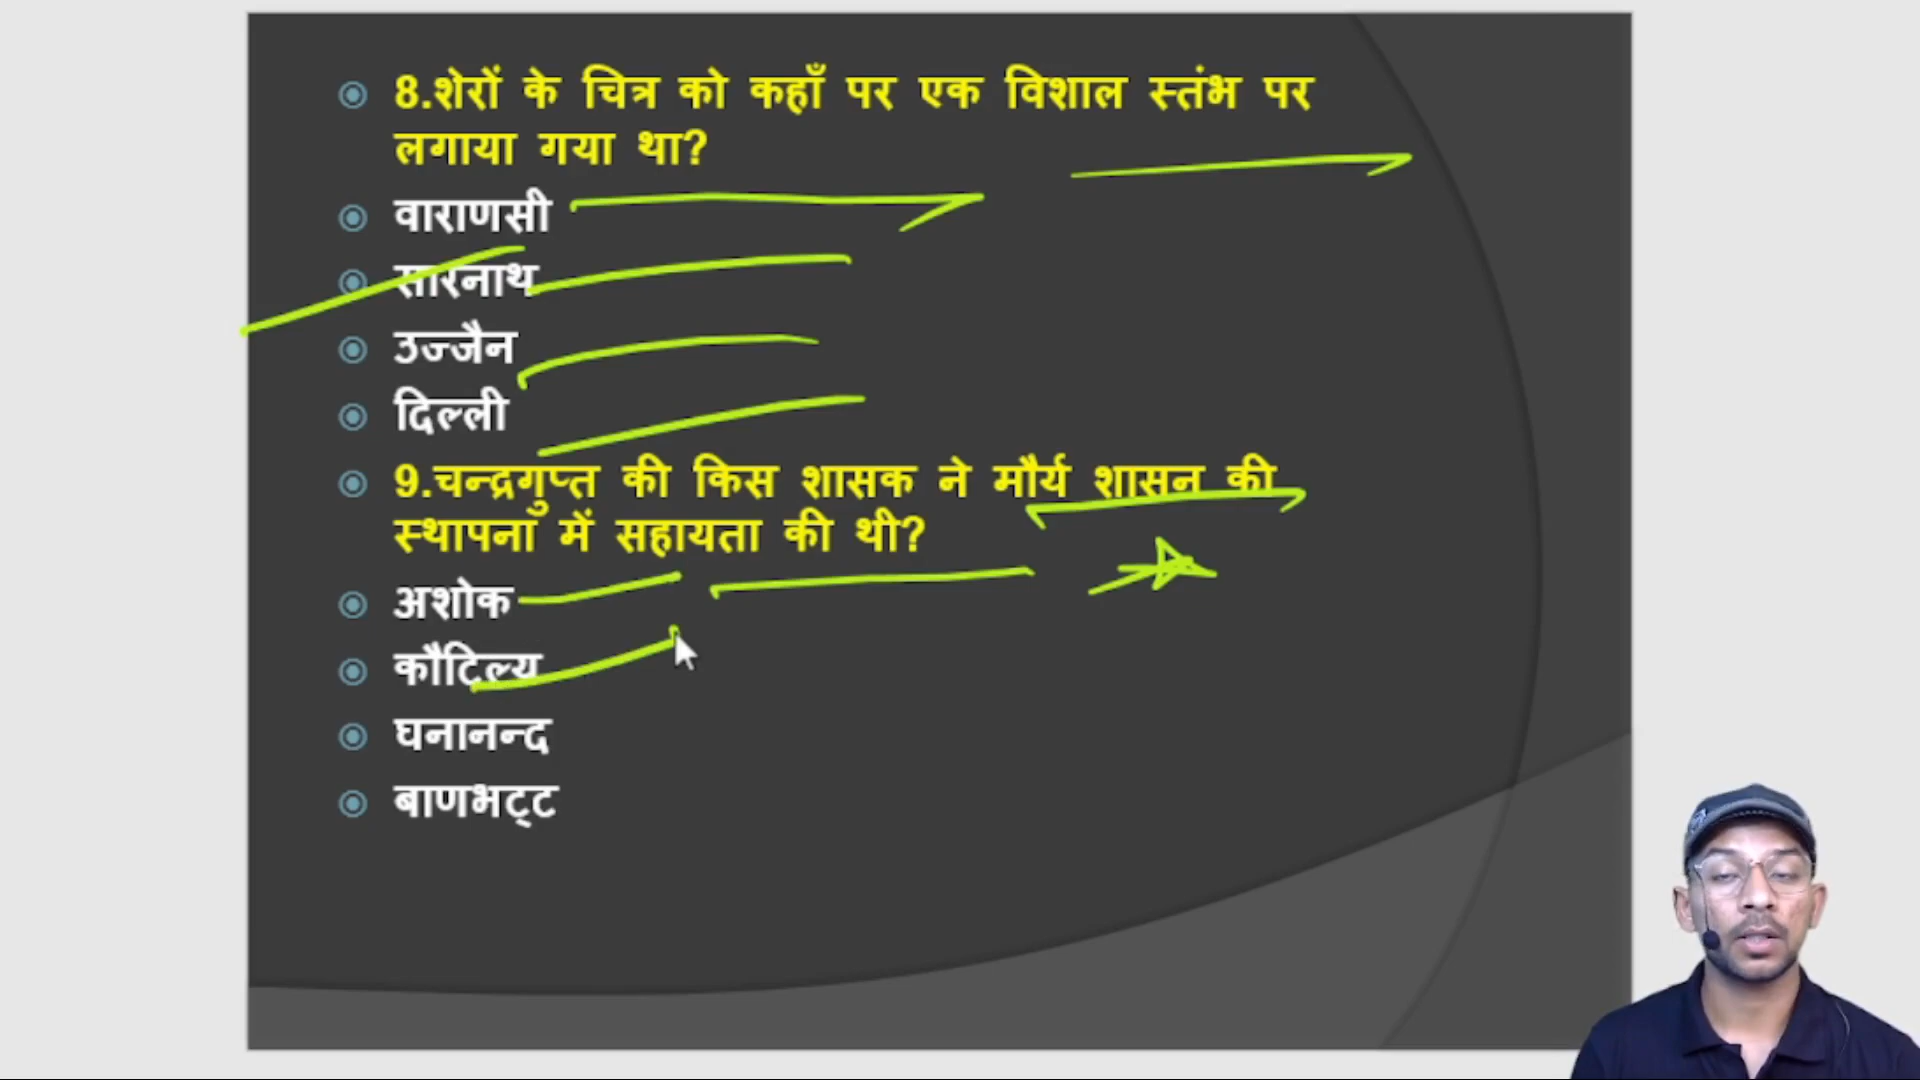 8.शेरों के चित्र को कहाँ पर एक विशाल स्तंभ पर
लगाया गया था?
वाराणसी
सारनाथ
उज्जैन
दिल्ली
9.चन्द्रगुप्त की किस शासक ने मौर्य शासन की
स्थापना में सहायता की थी?
अशोक
कौटिल्य
घनानन्द
बाणभट्ट